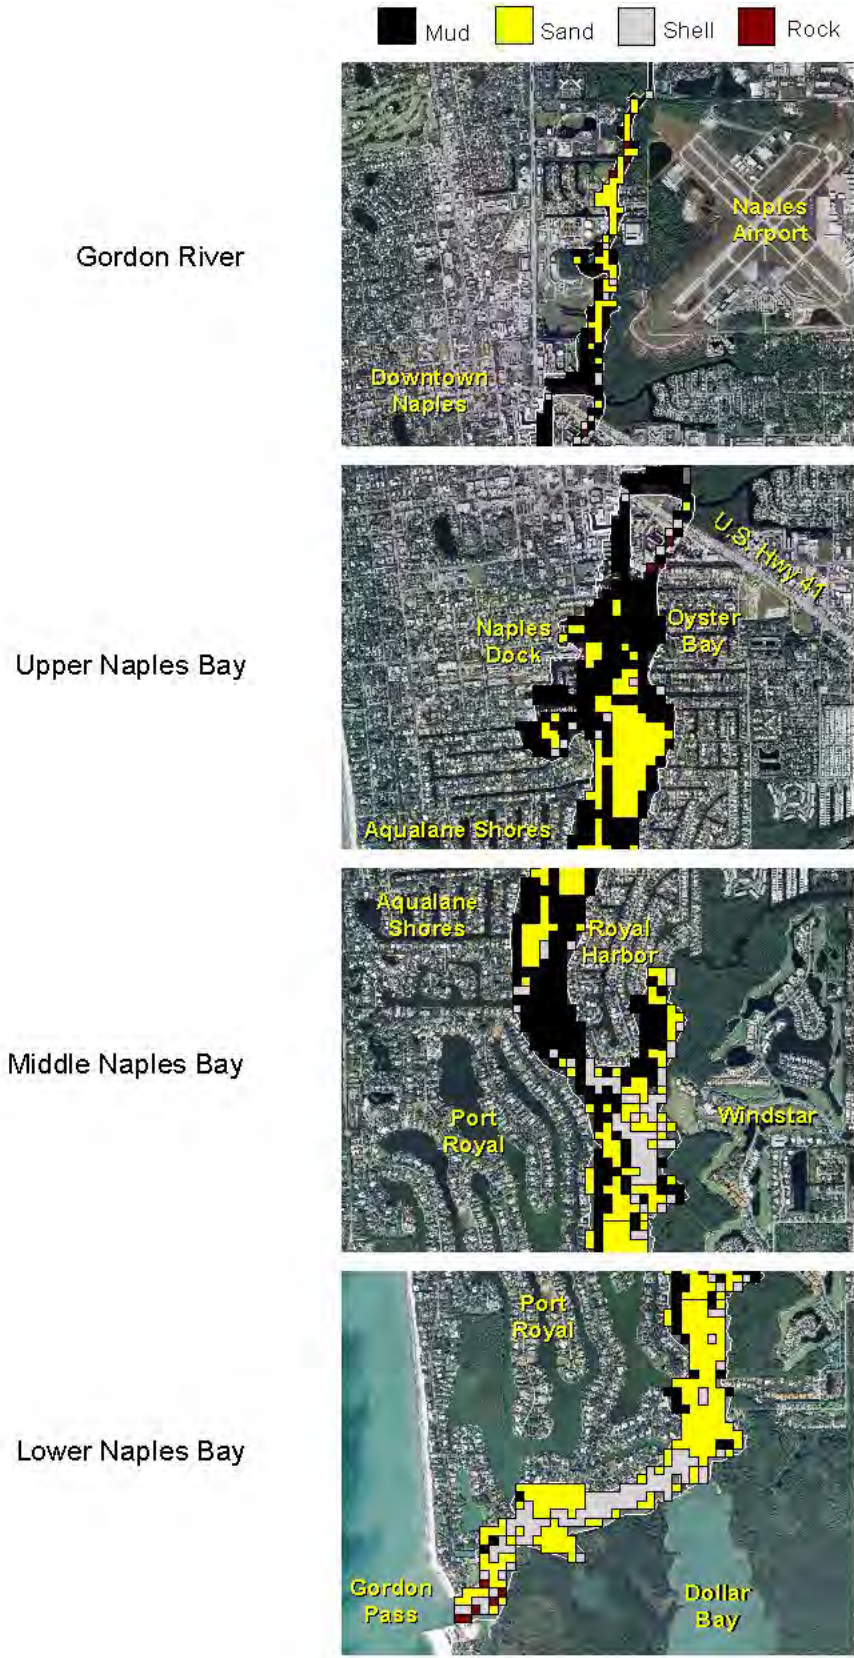 Mud Sand Shell Rock
Gordon River
Naples
Airport
Downtown
Naples
Upper Naples Bay
U.S. Hwy 41
Naples
Dock
Oyster
Bay
Aqualane Shores
Middle Naples Bay
Aqualane
Shores
Royal
Harbor
Port
Royal
Windstar
Lower Naples Bay
Port
Royal
Gordon
Pass
Dollar
Bay